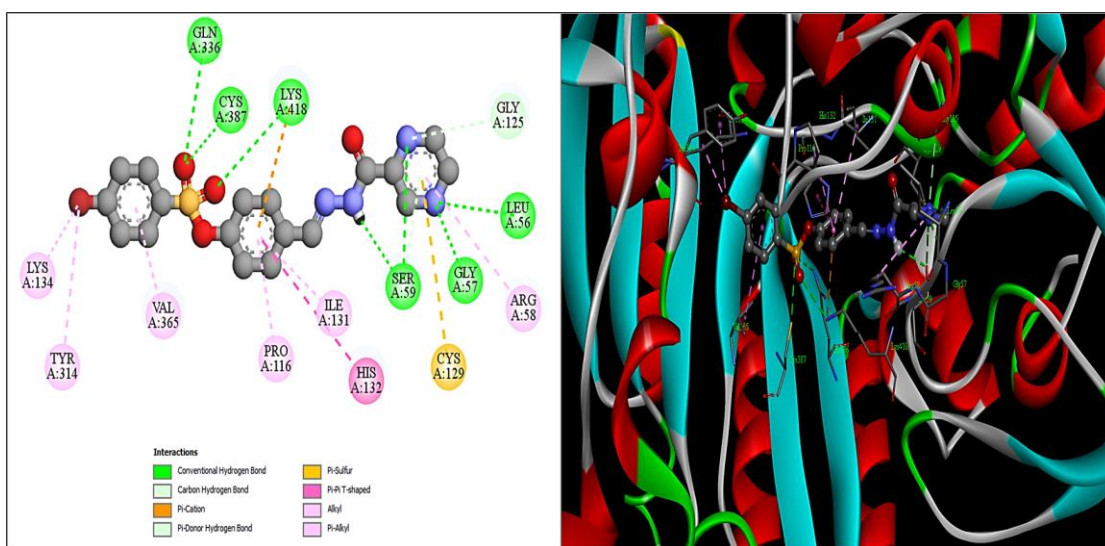 GLN
A:336
CYS
A:387
LYS
A:418
GLY
A:125
LEU
A:56
GLY
A:57
SER
A:59
ARG
A:58
LYS
A:134
VAL
A:365
ILE
A:131
TYR
A:314
PRO
A:116
HIS
A:132
CYS
A:129
Interactions
Conventional Hydrogen Bond
Carbon Hydrogen Bond
Pi-Cation
Pi-Donor Hydrogen Bond
Pi-Sulfur
Pi-Pi T-shaped
Alkyl
Pi-Alkyl
His132